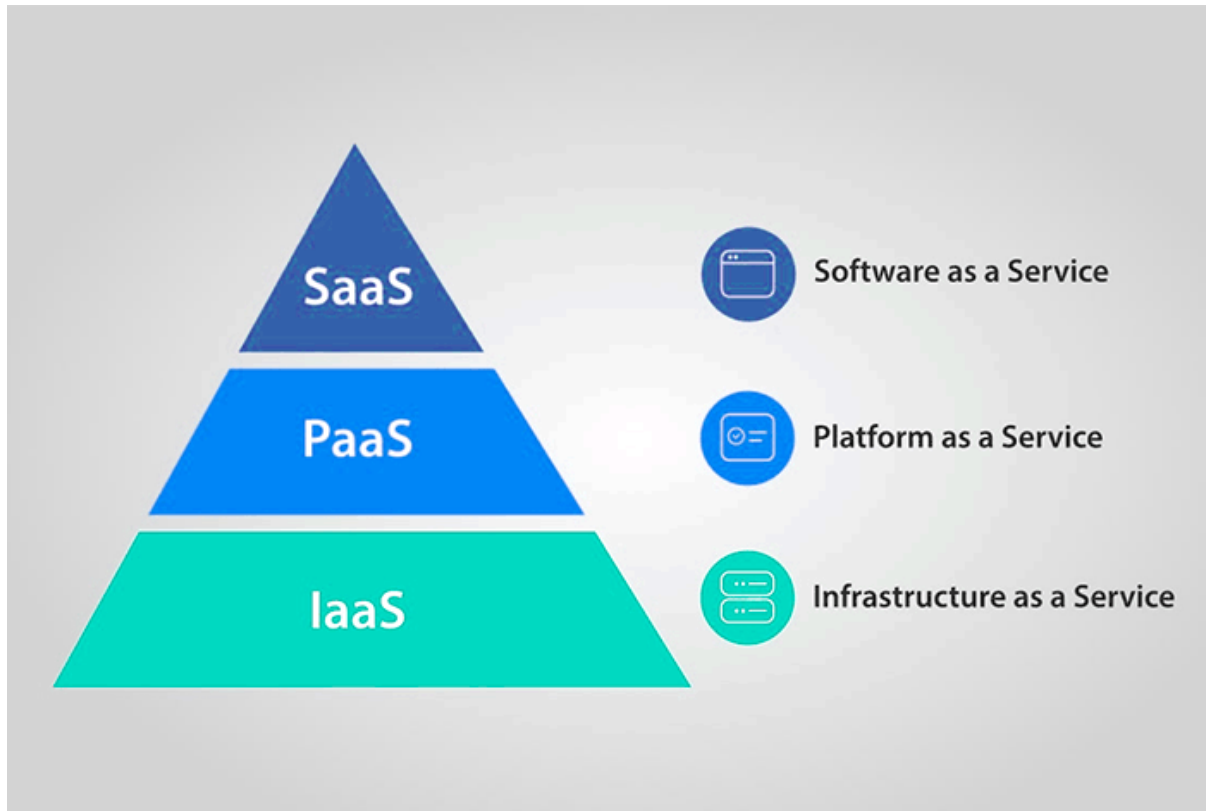 SaaS
Software as a Service
PaaS
Platform as a Service
IaaS
Infrastructure as a Service